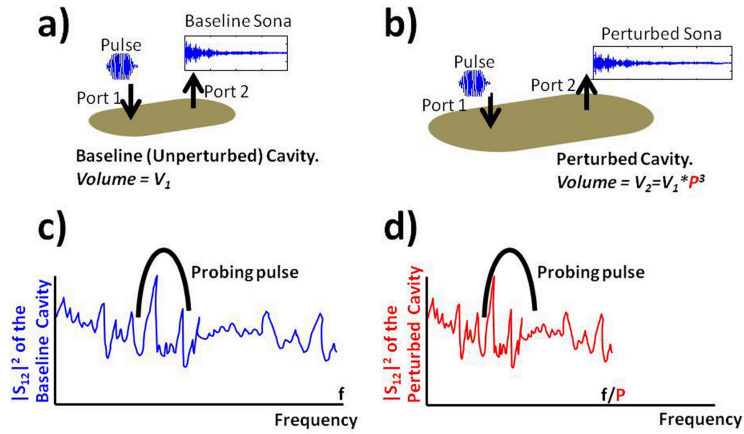 a)
Baseline Sona
Pulse
Port 1
Port 2
Baseline (Unperturbed) Cavity.
Volume = V₁
b)
Perturbed Sona
Pulse
Port 2
Port 1
Perturbed Cavity.
Volume = V₂=V₁*P³
c)
Probing pulse
|S₁₂|² of the
Baseline Cavity
f
Frequency
d)
Probing pulse
|S₁₂|² of the
Perturbed Cavity
f/P
Frequency